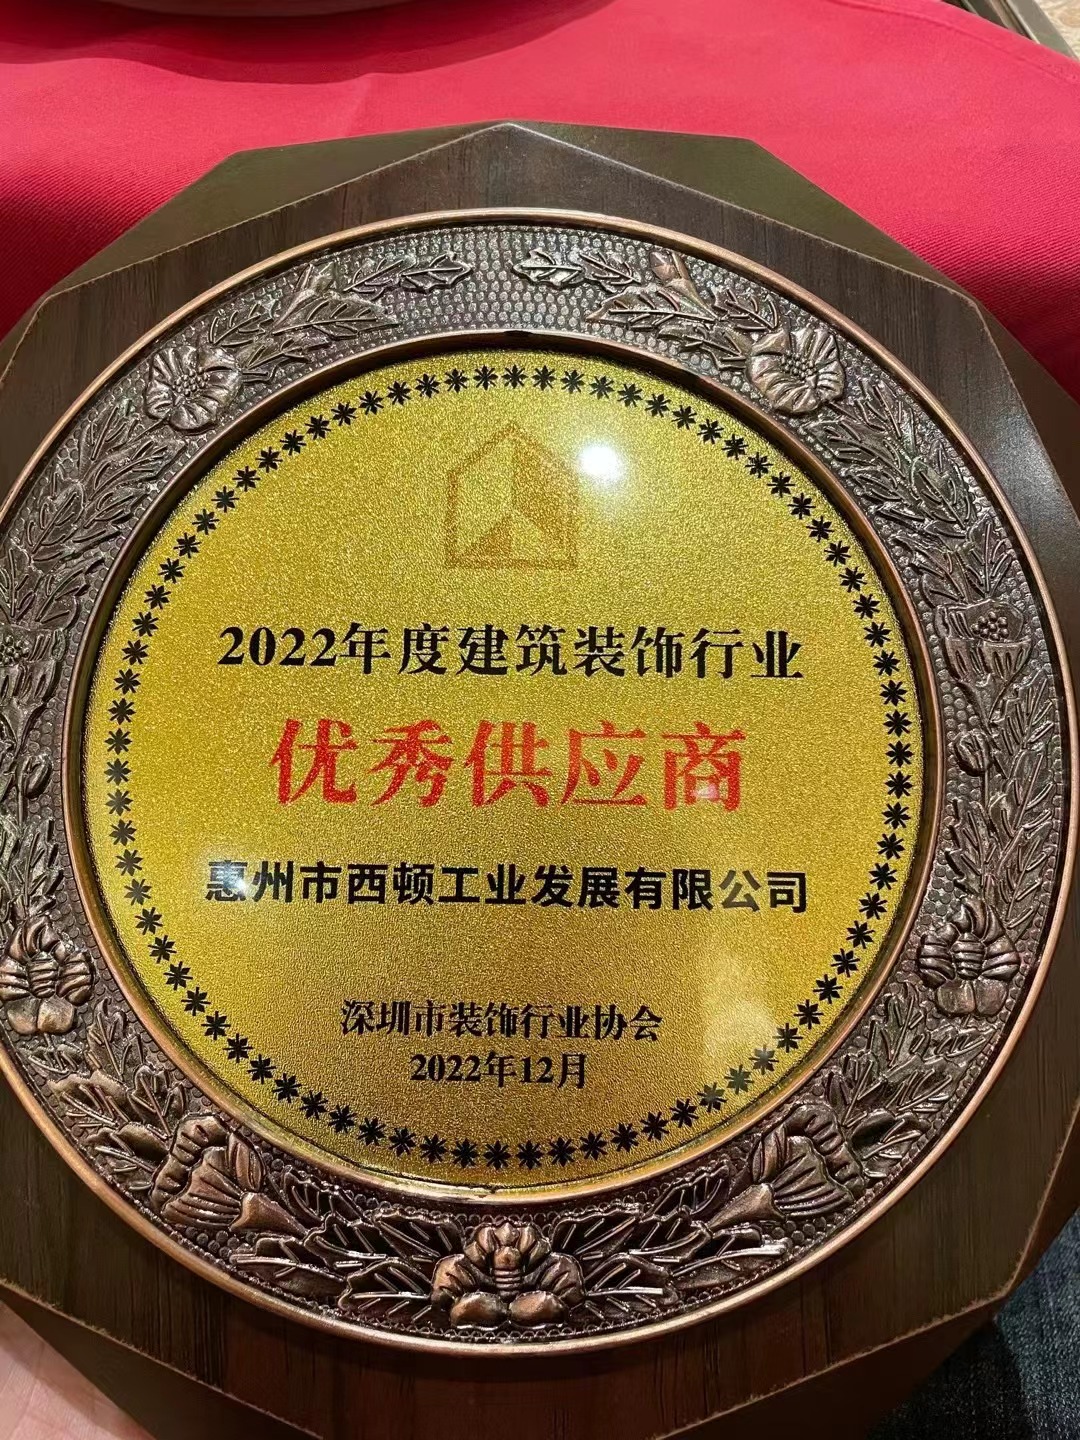 2022年度建筑装饰行业
优秀供应商
惠州市西顿工业发展有限公司
深圳市装饰行业协会
2022年12月